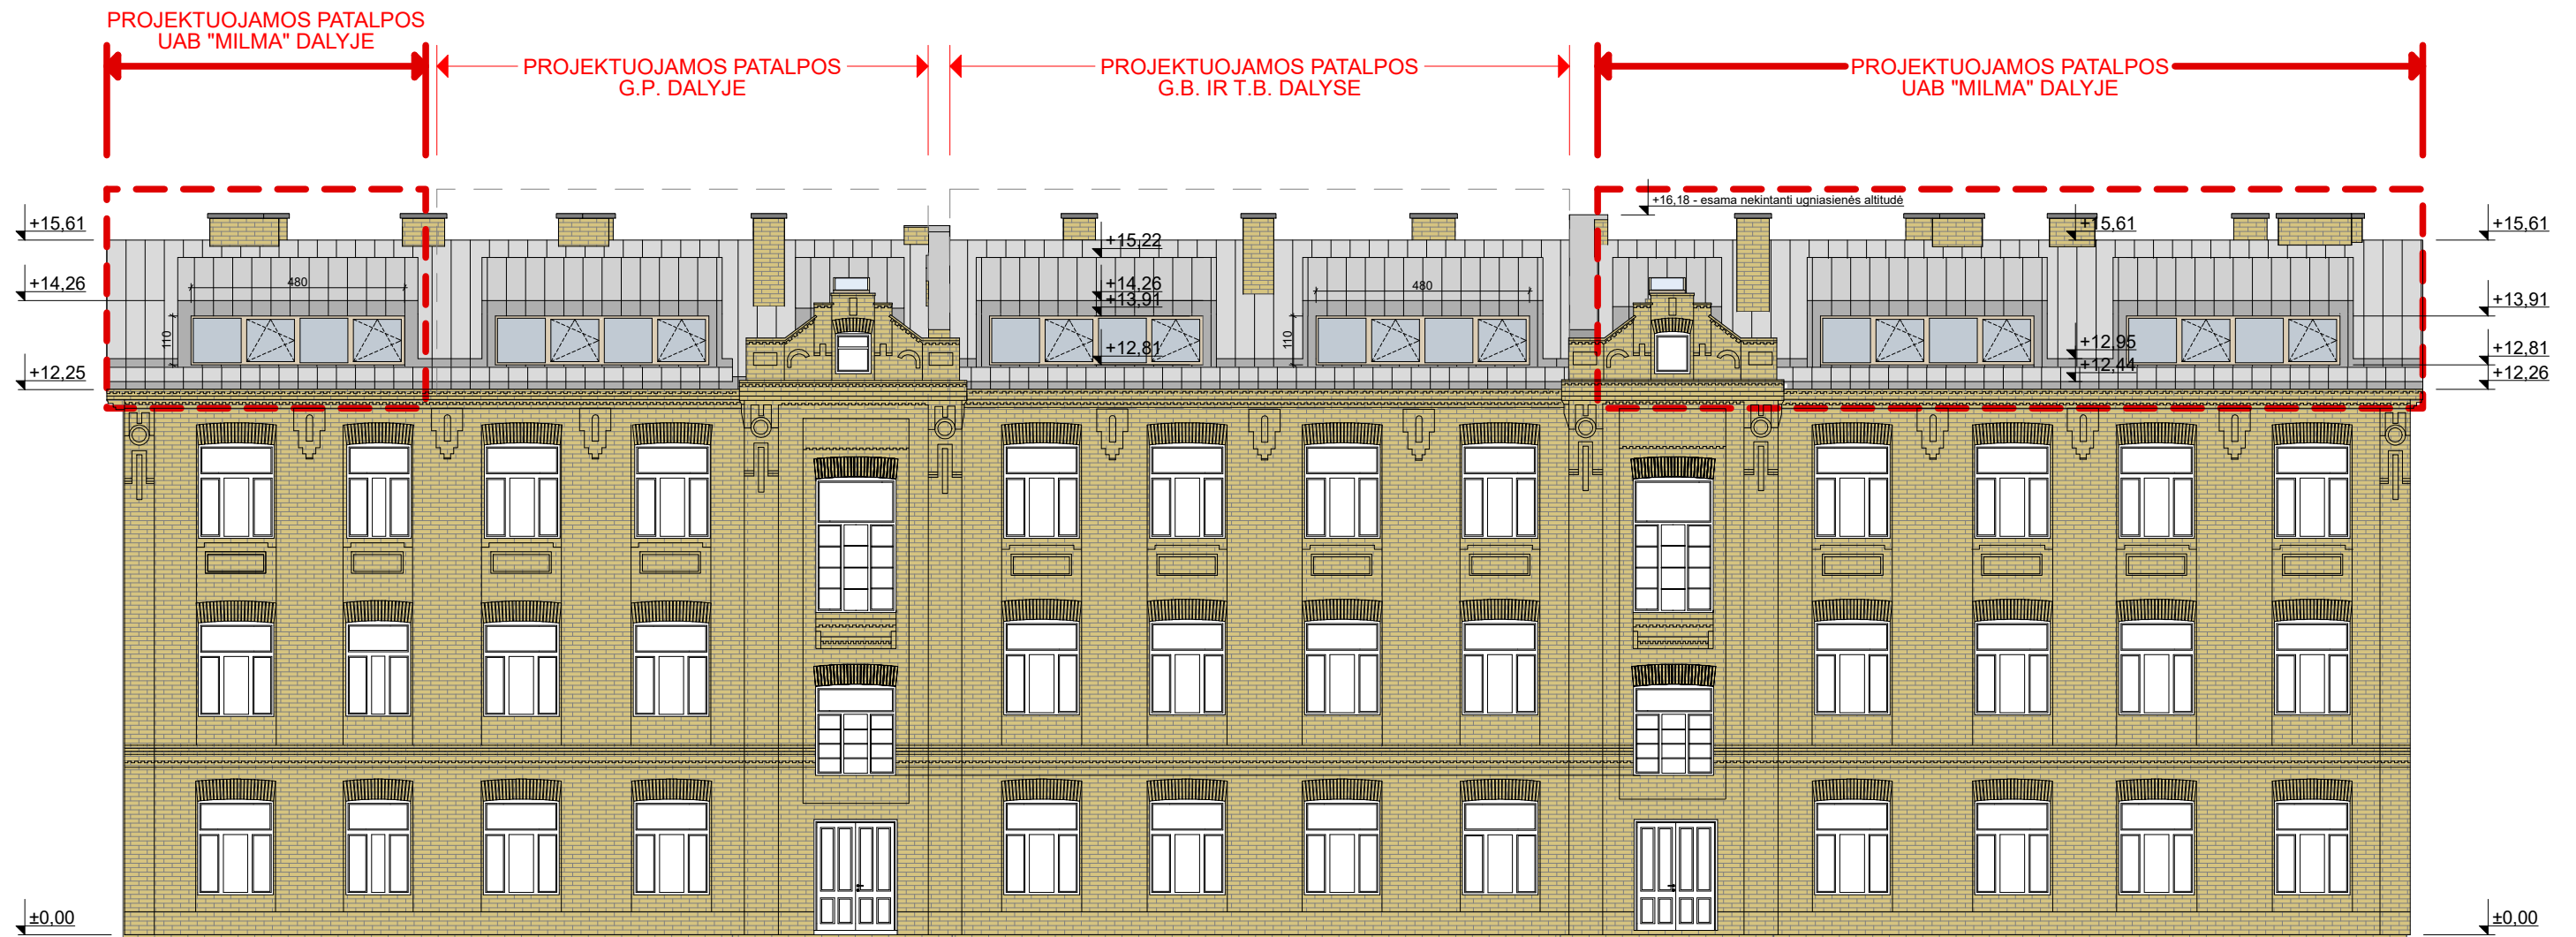 PROJEKTUOJAMOS PATALPOS
UAB "MILMA" DALYJE
PROJEKTUOJAMOS PATALPOS
G.P. DALYJE
PROJEKTUOJAMOS PATALPOS
G.B. IR T.B. DALYSE
PROJEKTUOJAMOS PATALPOS
UAB "MILMA" DALYJE
+16,18 - esama nekintanti ugniasienės altitudė
+15,61
+15,22
+15,61
+15,61
+14,26
480
+14,26
+13,91
480
+13,91
110
+12,81
110
+12,95
+12,44
+12,81
+12,25
+12,26
±0,00
±0,00